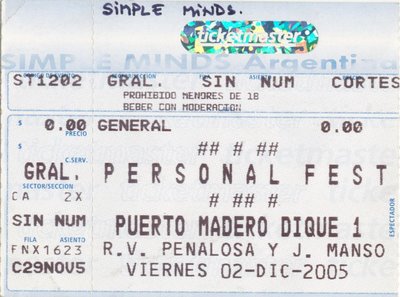 SiMPLE MiNDS.
ticketmaster
SIMPLE MINDS Argentina
ST1202 GRAL. SIN NUM CORTES
PROHIBIDO MENORES DE 18
BEBER CON MODERACION
$ 0.00 GENERAL 0.00
PRECIO
$
C.SERV.
## # ##
GRAL. PERSONAL FEST
SECTOR/SECCION
# ## #
CA 2X
SIN NUM PUERTO MADERO DIQUE 1
FILA ASIENTO
FNX1623 R.V. PENALOSA Y J. MANSO
C29NOV5 VIERNES 02-DIC-2005
ESPECTADOR